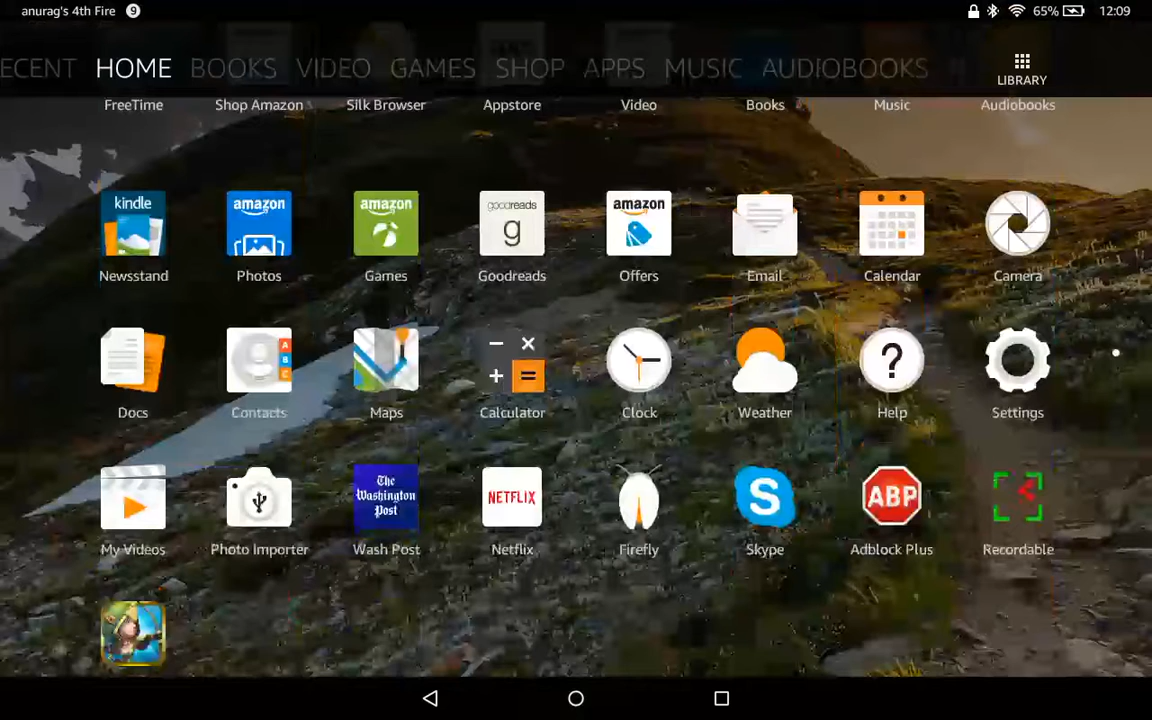 anurag's 4th Fire 9 65% 12:09
ECENT HOME BOOKS VIDEO GAMES SHOP APPS MUSIC AUDIOBOOKS LIBRARY
FreeTime Shop Amazon Silk Browser Appstore Video Books Music Audiobooks
kindle amazon amazon goodreads amazon
g
Newsstand Photos Games Goodreads Offers Email Calendar Camera
A
B
C
Docs Contacts Maps Calculator Clock Weather Help Settings
The
Washington
Post
NETFLIX ABP
My Videos Photo Importer Wash Post Netflix Firefly Skype Adblock Plus Recordable